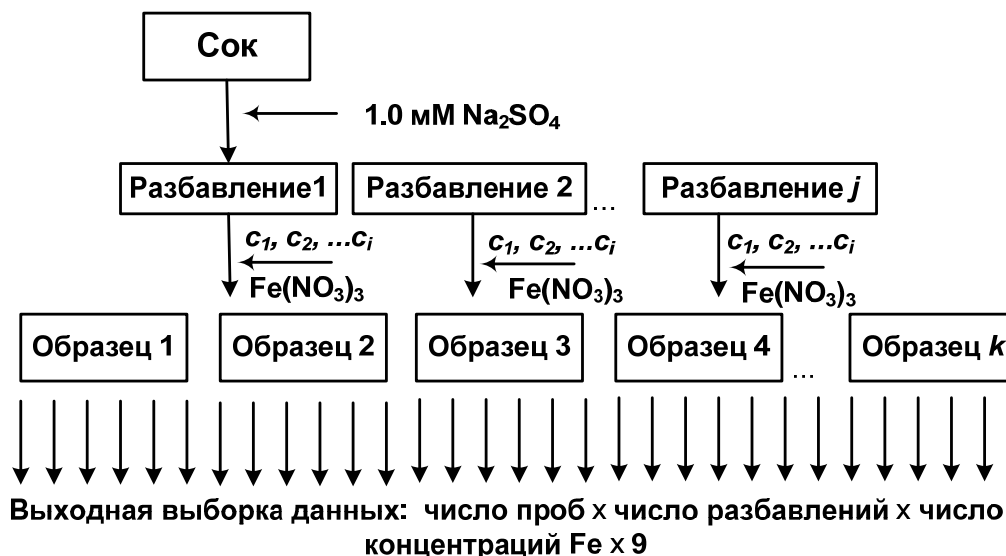 Сок
1.0 мМ Na₂SO₄
Разбавление1
Разбавление 2
...
Разбавление j
c₁, c₂, ...cᵢ
Fe(NO₃)₃
c₁, c₂, ...cᵢ
Fe(NO₃)₃
c₁, c₂, ...cᵢ
Fe(NO₃)₃
Образец 1
Образец 2
Образец 3
Образец 4
...
Образец k
Выходная выборка данных: число проб x число разбавлений x число
концентраций Fe x 9